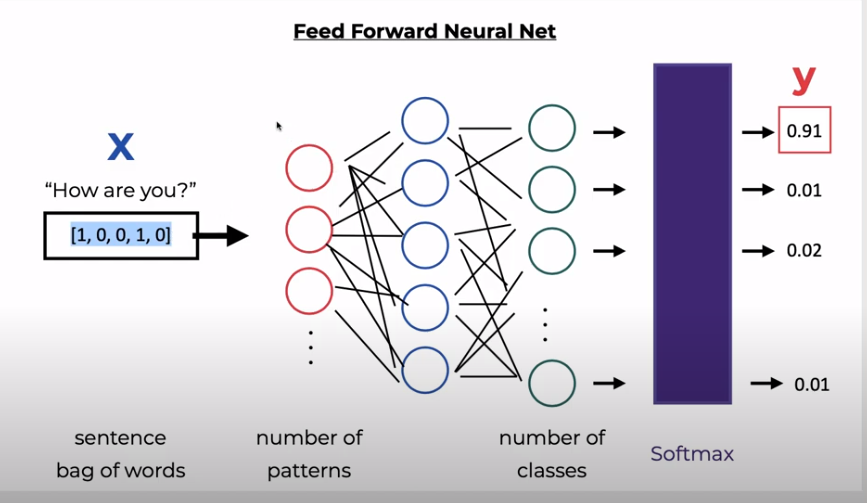 Feed Forward Neural Net
X
“How are you?”
[1, 0, 0, 1, 0]
y
0.91
0.01
0.02
0.01
sentence
bag of words
number of
patterns
number of
classes
Softmax